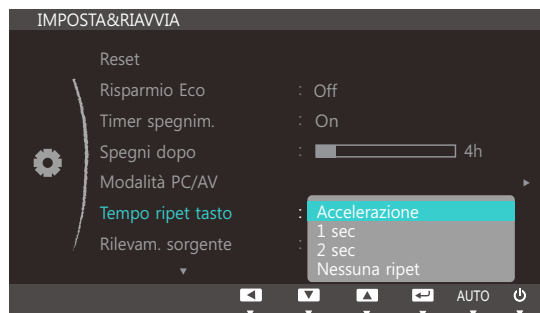 IMPOSTA&RIAVVIA
Reset
Risparmio Eco : Off
Timer spegnim. : On
Spegni dopo : 4h
Modalità PC/AV
Tempo ripet tasto : Accelerazione
1 sec
Rilevam. sorgente : 2 sec
Nessuna ripet
AUTO